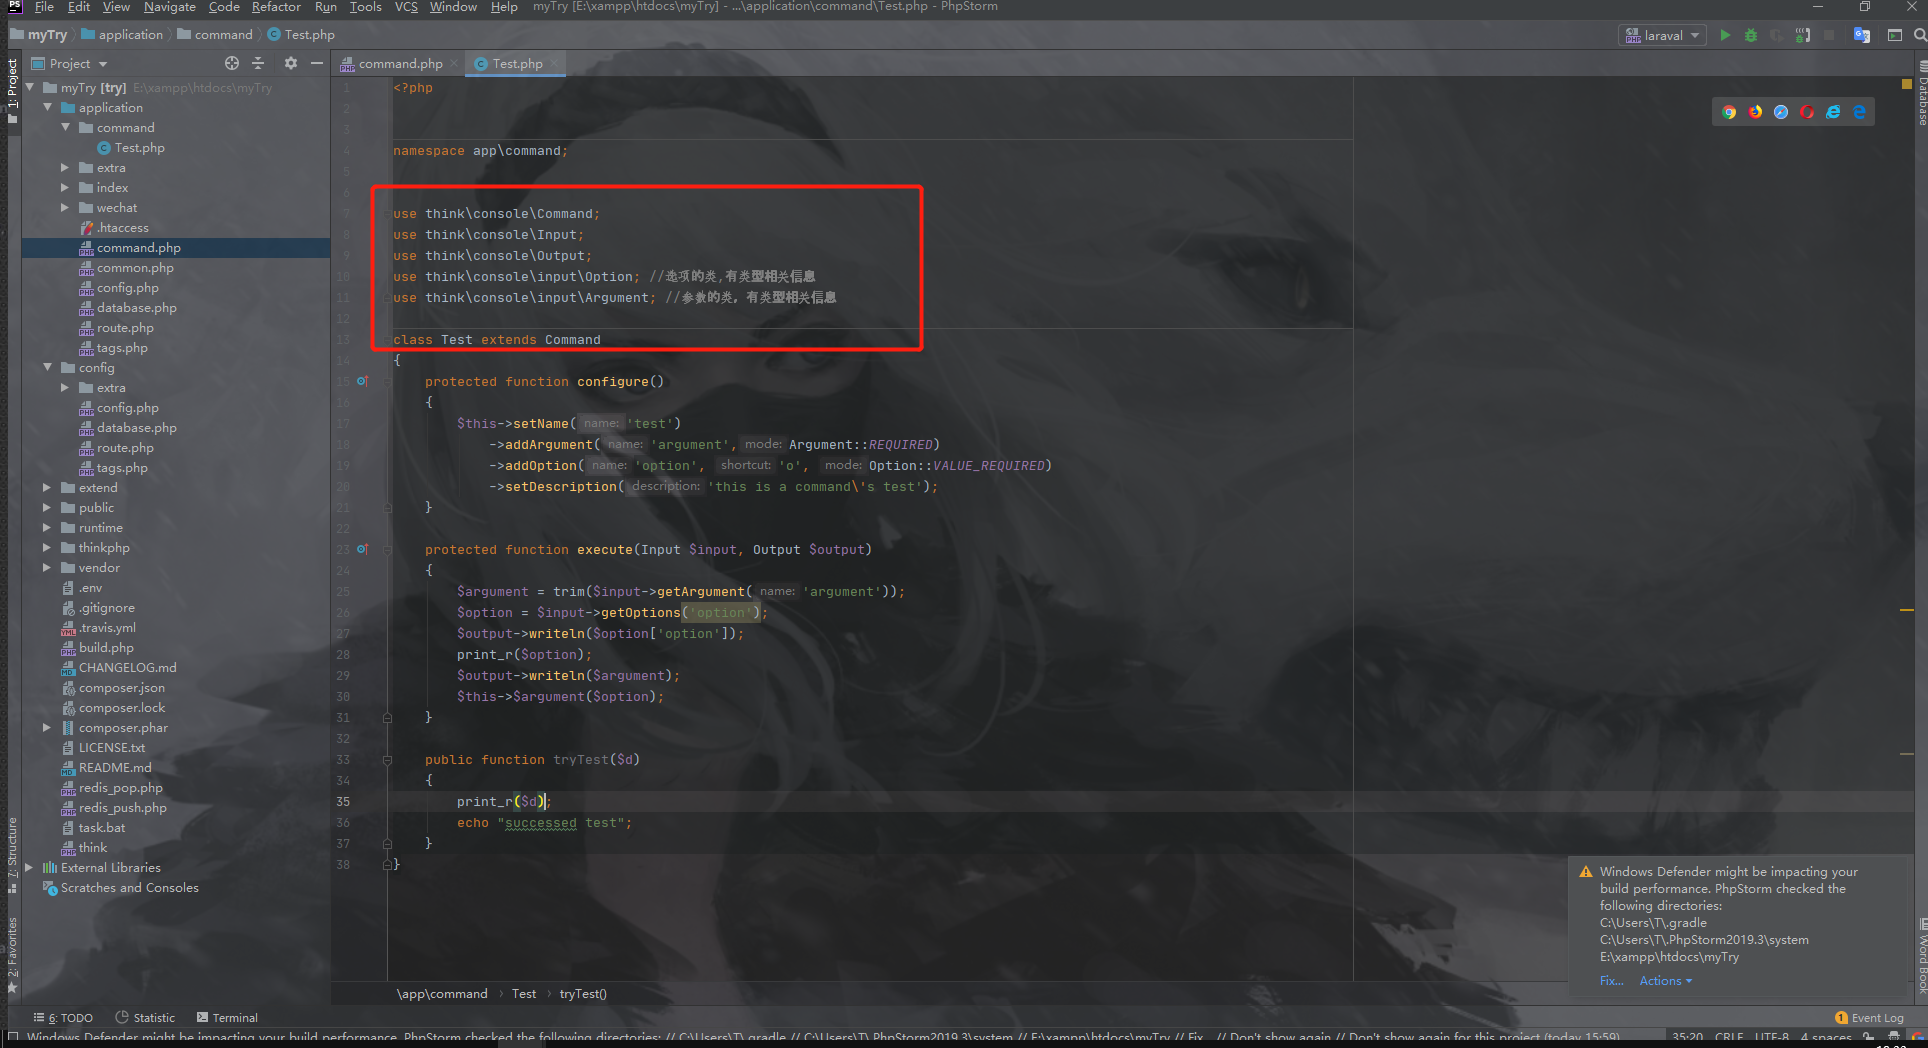 PS File Edit View Navigate Code Refactor Run Tools VCS Window Help myTry [E:\xampp\htdocs\myTry] - ...\application\command\Test.php - PhpStorm
myTry application command Test.php
laraval
Project
command.php Test.php
1: Project
myTry [try] E:\xampp\htdocs\myTry
application
command
Test.php
extra
index
wechat
.htaccess
command.php
common.php
config.php
database.php
route.php
tags.php
config
extra
config.php
database.php
route.php
tags.php
extend
public
runtime
thinkphp
vendor
.env
.gitignore
.travis.yml
build.php
CHANGELOG.md
composer.json
composer.lock
composer.phar
LICENSE.txt
README.md
redis_pop.php
redis_push.php
task.bat
think
External Libraries
Scratches and Consoles
7: Structure
2: Favorites
1 <?php
2
3
4 namespace app\command;
5
6
7 use think\console\Command;
8 use think\console\Input;
9 use think\console\Output;
10 use think\console\input\Option; //选项的类,有类型相关信息
11 use think\console\input\Argument; //参数的类，有类型相关信息
12
13 class Test extends Command
14 {
15 protected function configure()
16 {
17 $this->setName( name: 'test')
18 ->addArgument( name: 'argument', mode: Argument::REQUIRED)
19 ->addOption( name: 'option', shortcut: 'o', mode: Option::VALUE_REQUIRED)
20 ->setDescription( description: 'this is a command\'s test');
21 }
22
23 protected function execute(Input $input, Output $output)
24 {
25 $argument = trim($input->getArgument( name: 'argument'));
26 $option = $input->getOptions('option');
27 $output->writeln($option['option']);
28 print_r($option);
29 $output->writeln($argument);
30 $this->$argument($option);
31 }
32
33 public function tryTest($d)
34 {
35 print_r($d);
36 echo "successed test";
37 }
38 }
Database
Word Book
Windows Defender might be impacting your
build performance. PhpStorm checked the
following directories:
C:\Users\T\.gradle
C:\Users\T\.PhpStorm2019.3\system
E:\xampp\htdocs\myTry
Fix... Actions
\app\command Test tryTest()
6: TODO Statistic Terminal 1 Event Log
Windows Defender might be impacting your build performance. PhpStorm checked the following directories: // C:\Users\T\.gradle // C:\Users\T\.PhpStorm2019.3\system // E:\xampp\htdocs\myTry // Fix... // Don't show again // Don't show again for this project (today 15:59) 35:20 CRLF UTF-8 4 spaces